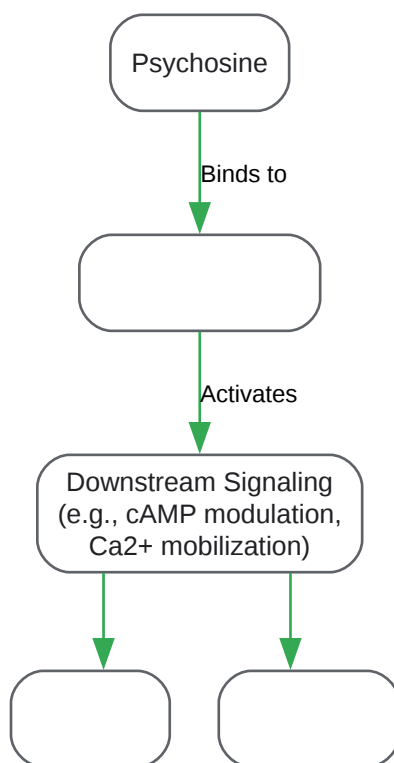 Psychosine
Binds to
Activates
Downstream Signaling
(e.g., cAMP modulation,
Ca2+ mobilization)